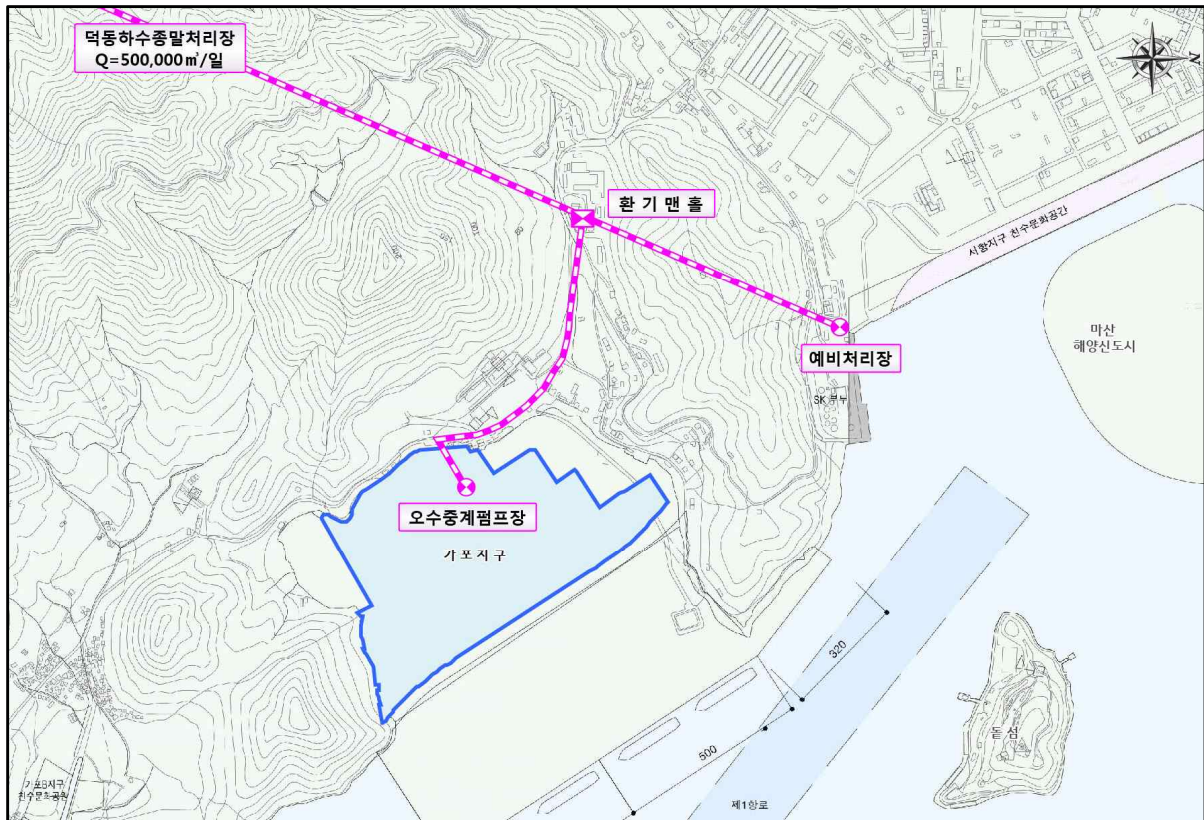 덕동하수종말처리장
Q=500,000㎥/일
N
환 기 맨 홀
서항지구 친수문화공간
마산
해양신도시
예비처리장
SK 부두
오수중계펌프장
가 포 지 구
320
500
돝 섬
제1항로
가포B지구
친수문화공원